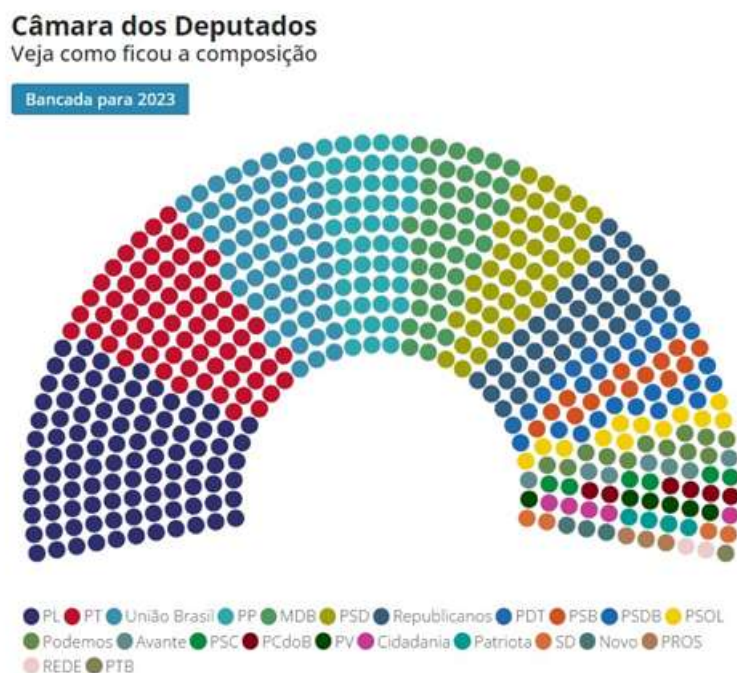 Câmara dos Deputados
Veja como ficou a composição
Bancada para 2023
PL PT União Brasil PP MDB PSD Republicanos PDT PSB PSDB PSOL
Podemos Avante PSC PCdoB PV Cidadania Patriota SD Novo PROS
REDE PTB